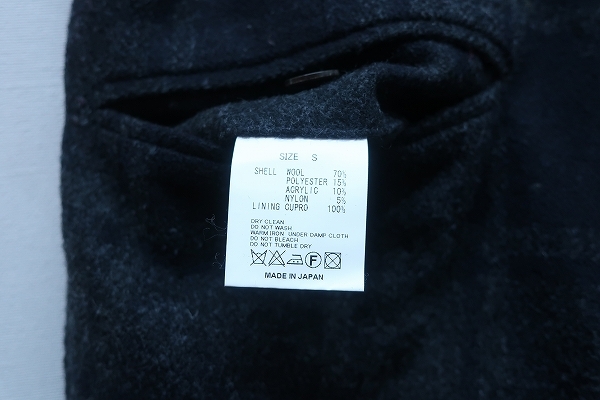 SIZE S
SHELL WOOL 70%
POLYESTER 15%
ACRYLIC 10%
NYLON 5%
LINING CUPRO 100%
DRY CLEAN
DO NOT WASH
WARM IRON UNDER DAMP CLOTH
DO NOT BLEACH
DO NOT TUMBLE DRY
F
MADE IN JAPAN